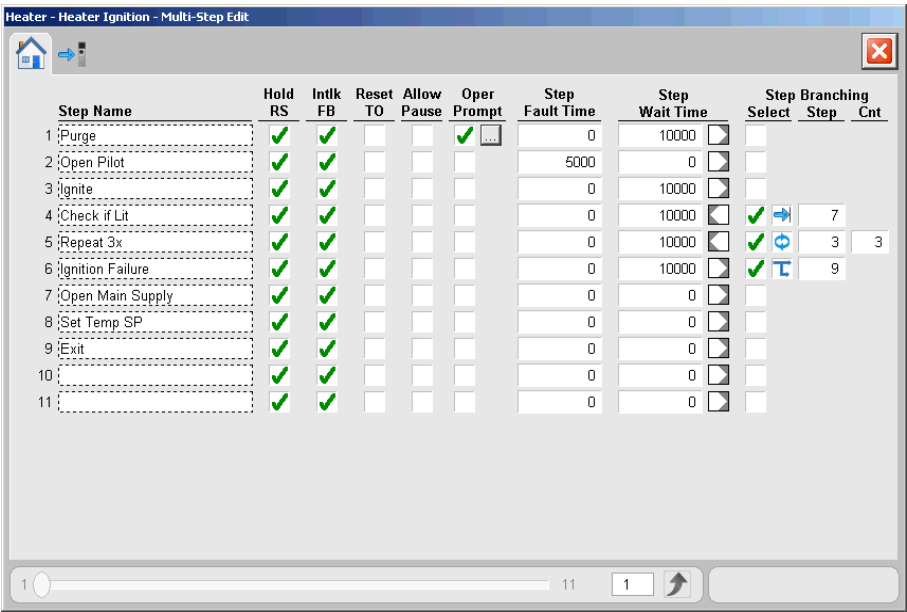 Heater - Heater Ignition - Multi-Step Edit
Hold Intlk Reset Allow Oper Step Step Step Branching
Step Name RS FB TO Pause Prompt Fault Time Wait Time Select Step Cnt
1 Purge ... 0 10000
2 Open Pilot 5000 0
3 Ignite 0 10000
4 Check if Lit 0 10000 7
5 Repeat 3x 0 10000 3 3
6 Ignition Failure 0 10000 9
7 Open Main Supply 0 0
8 Set Temp SP 0 0
9 Exit 0 0
10 0 0
11 0 0
1 11 1